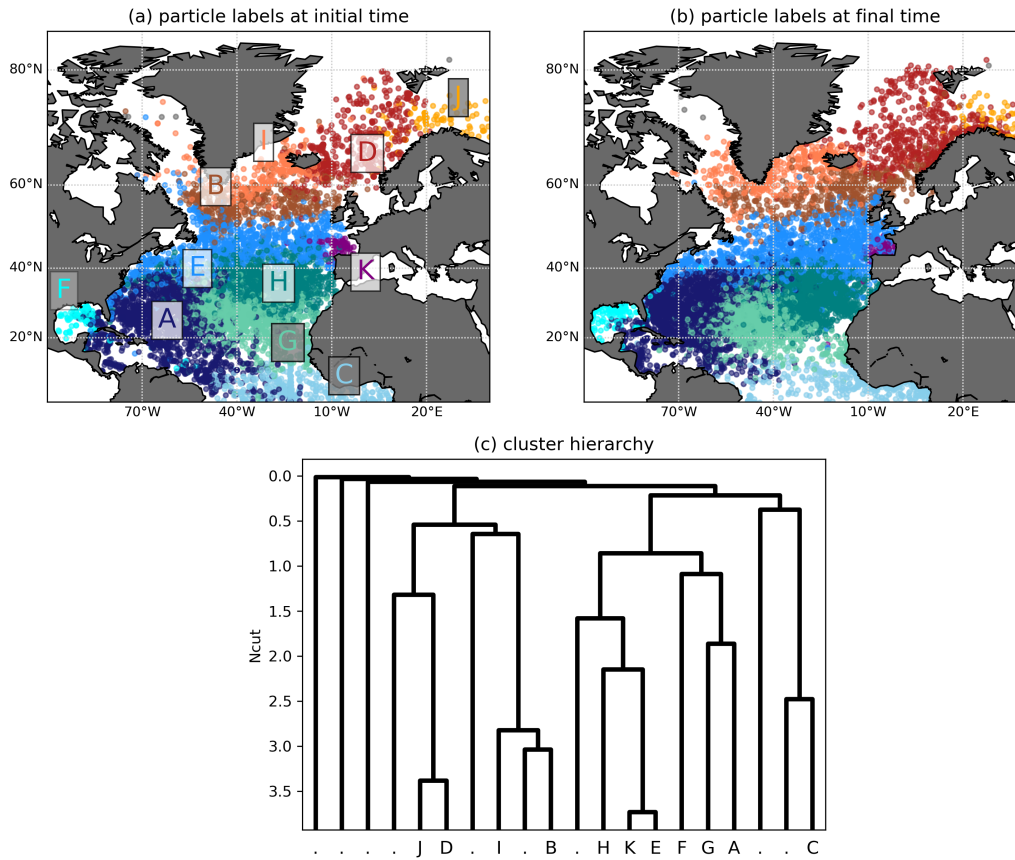 (a) particle labels at initial time
(b) particle labels at final time
80°N
60°N
40°N
20°N
70°W 40°W 10°W 20°E
J
I
D
B
E
K
H
F
A
G
C
80°N
60°N
40°N
20°N
70°W 40°W 10°W 20°E
(c) cluster hierarchy
Ncut
0.0
0.5
1.0
1.5
2.0
2.5
3.0
3.5
. . . . J D . I . B . H K E F G A . . C